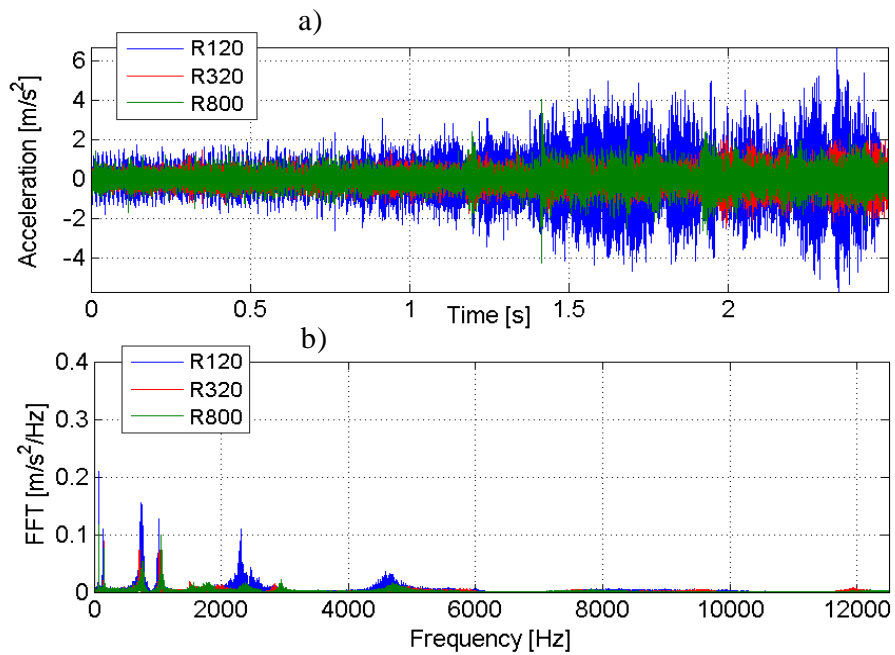 a)
R120
R320
R800
Acceleration [m/s²]
6
4
2
0
-2
-4
0 0.5 1 1.5 2
Time [s]
b)
R120
R320
R800
FFT [m/s²/Hz]
0.4
0.3
0.2
0.1
0
0 2000 4000 6000 8000 10000 12000
Frequency [Hz]